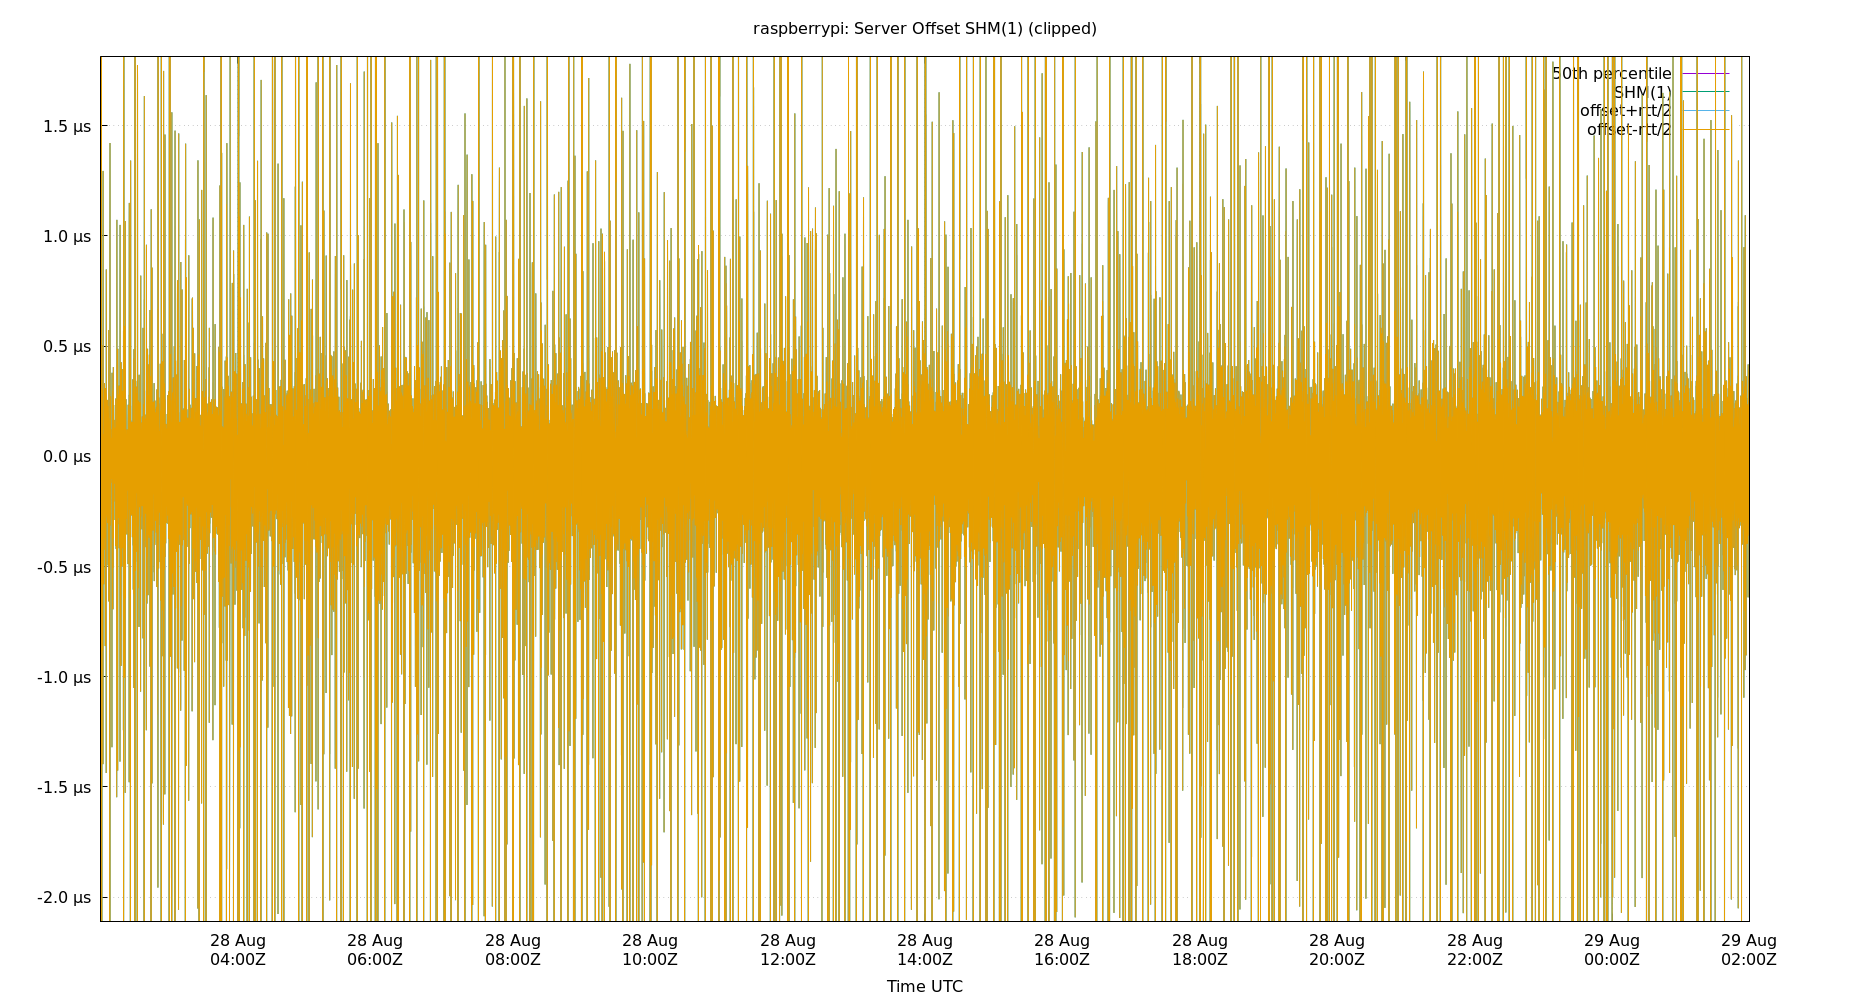 raspberrypi: Server Offset SHM(1) (clipped)
50th percentile
SHM(1)
offset+rtt/2
offset-rtt/2
1.5 µs
1.0 µs
0.5 µs
0.0 µs
-0.5 µs
-1.0 µs
-1.5 µs
-2.0 µs
28 Aug 28 Aug 28 Aug 28 Aug 28 Aug 28 Aug 28 Aug 28 Aug 28 Aug 28 Aug 29 Aug 29 Aug
04:00Z 06:00Z 08:00Z 10:00Z 12:00Z 14:00Z 16:00Z 18:00Z 20:00Z 22:00Z 00:00Z 02:00Z
Time UTC